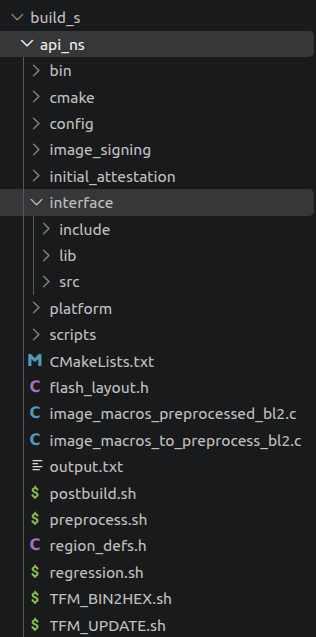 build_s
api_ns
bin
cmake
config
image_signing
initial_attestation
interface
include
lib
src
platform
scripts
M CMakeLists.txt
C flash_layout.h
C image_macros_preprocessed_bl2.c
C image_macros_to_preprocess_bl2.c
output.txt
$ postbuild.sh
$ preprocess.sh
C region_defs.h
$ regression.sh
$ TFM_BIN2HEX.sh
$ TFM_UPDATE.sh